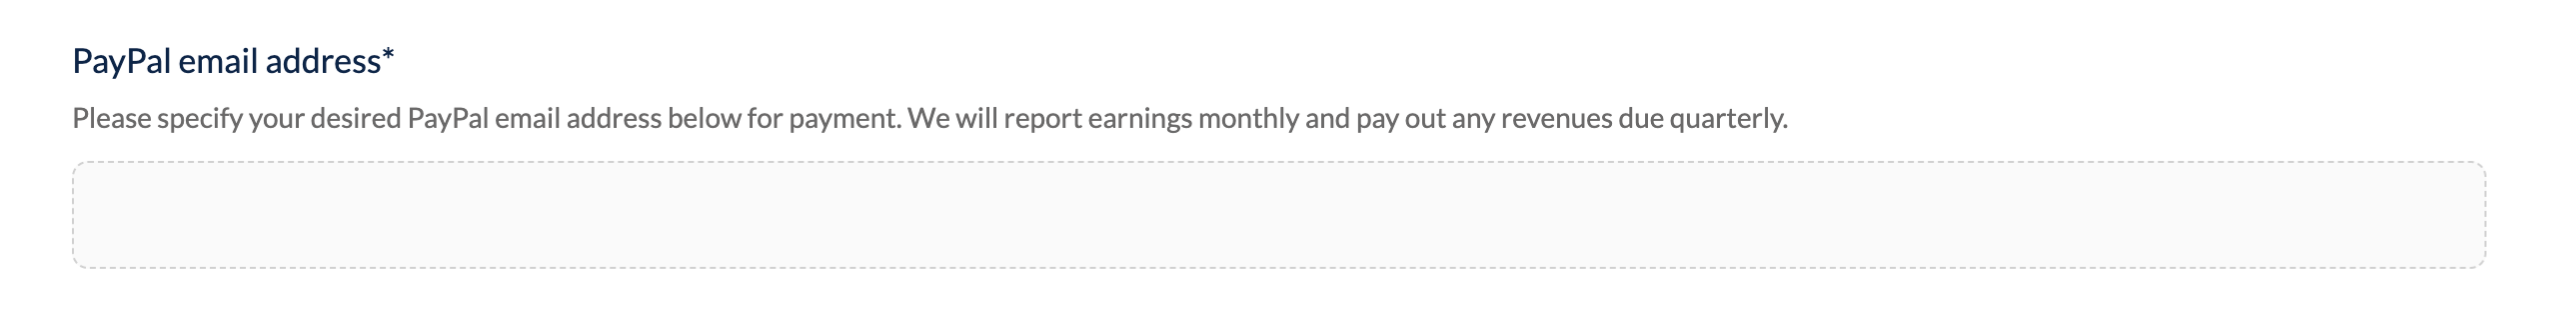 PayPal email address*
Please specify your desired PayPal email address below for payment. We will report earnings monthly and pay out any revenues due quarterly.